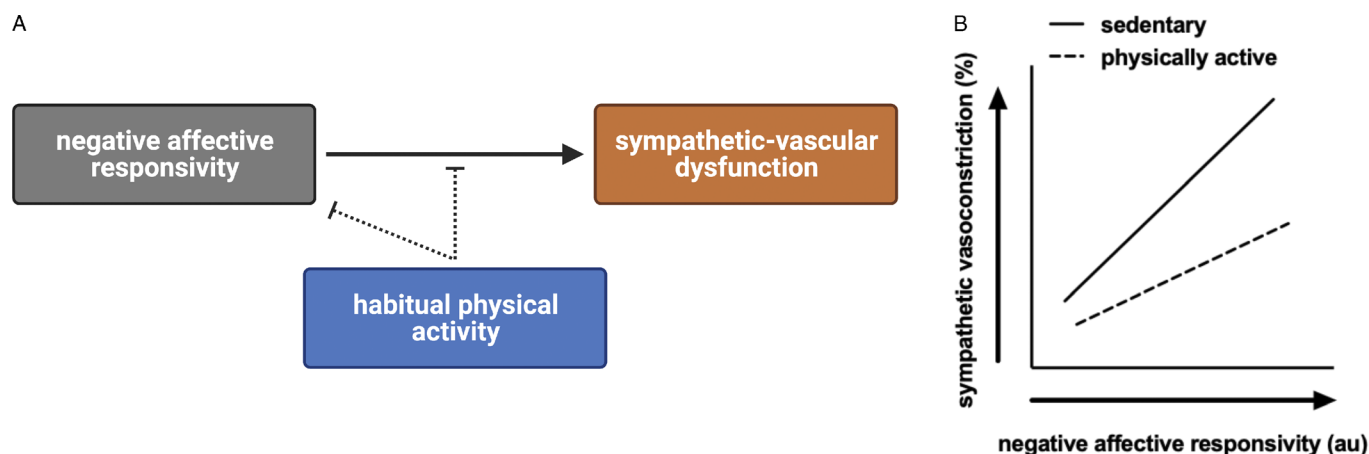 A
negative affective
responsivity
sympathetic-vascular
dysfunction
habitual physical
activity
B
sedentary
physically active
sympathetic vasoconstriction (%)
negative affective responsivity (au)